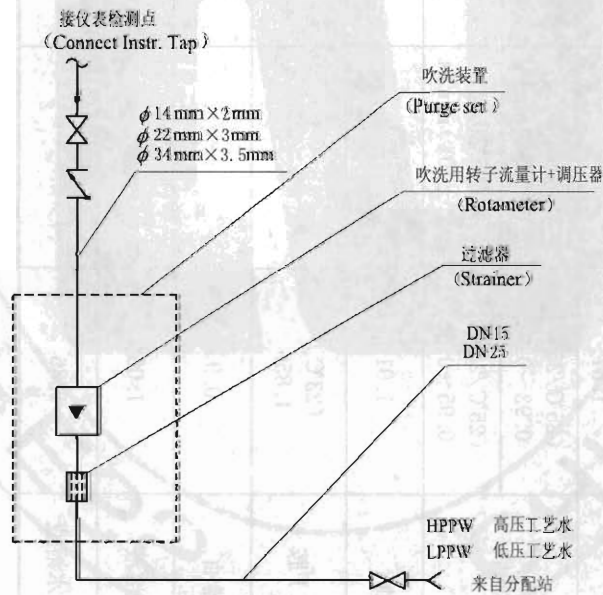 接仪表检测点
(Connect Instr. Tap)
吹洗装置
(Purge set)
ϕ14mm×2mm
ϕ22mm×3mm
ϕ34mm×3.5mm
吹洗用转子流量计+调压器
(Rotameter)
过滤器
(Strainer)
DN15
DN25
HPPW 高压工艺水
LPPW 低压工艺水
来自分配站